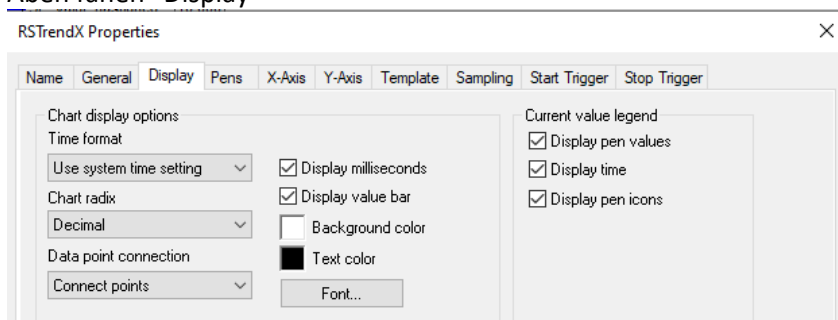 RSTrendX Properties
Name General Display Pens X-Axis Y-Axis Template Sampling Start Trigger Stop Trigger
Chart display options
Time format
Use system time setting
Chart radix
Decimal
Data point connection
Connect points
Display milliseconds
Display value bar
Background color
Text color
Font...
Current value legend
Display pen values
Display time
Display pen icons